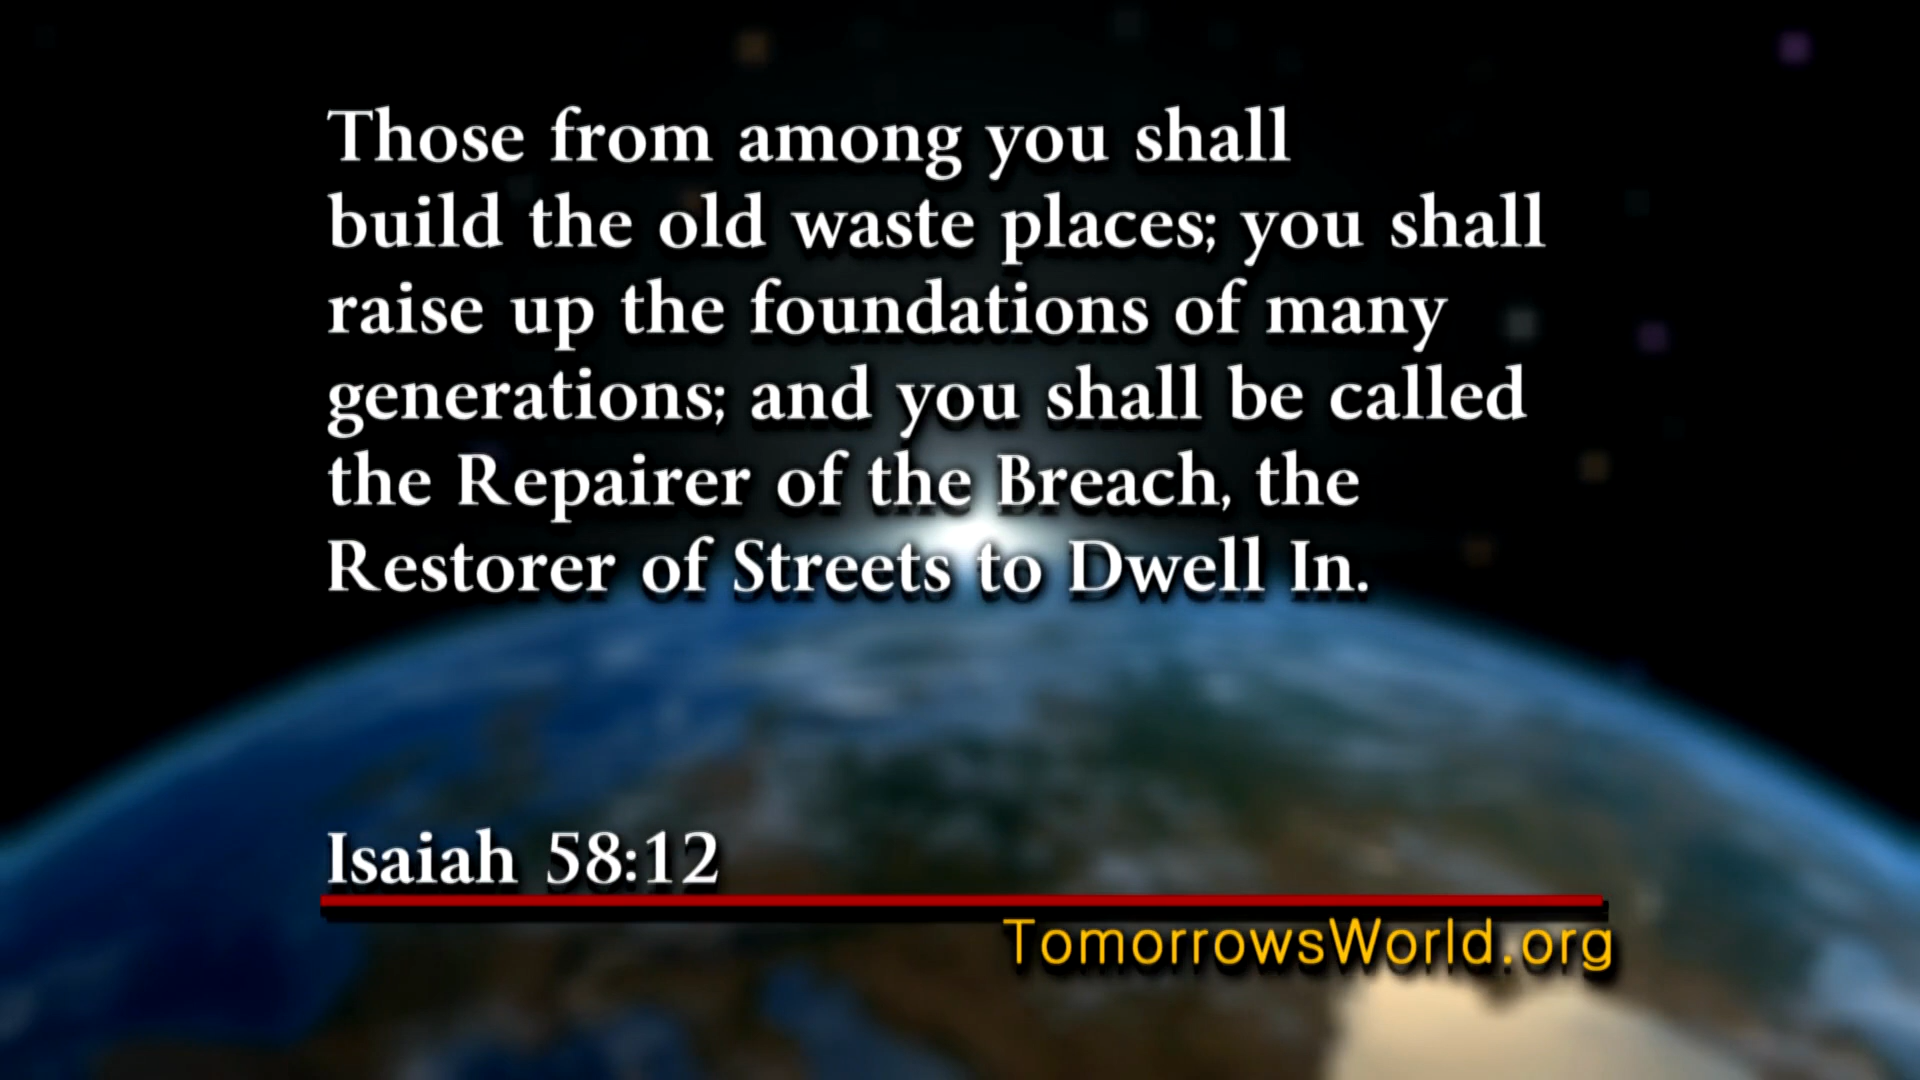 Those from among you shall
build the old waste places; you shall
raise up the foundations of many
generations; and you shall be called
the Repairer of the Breach, the
Restorer of Streets to Dwell In.
Isaiah 58:12
TomorrowsWorld.org